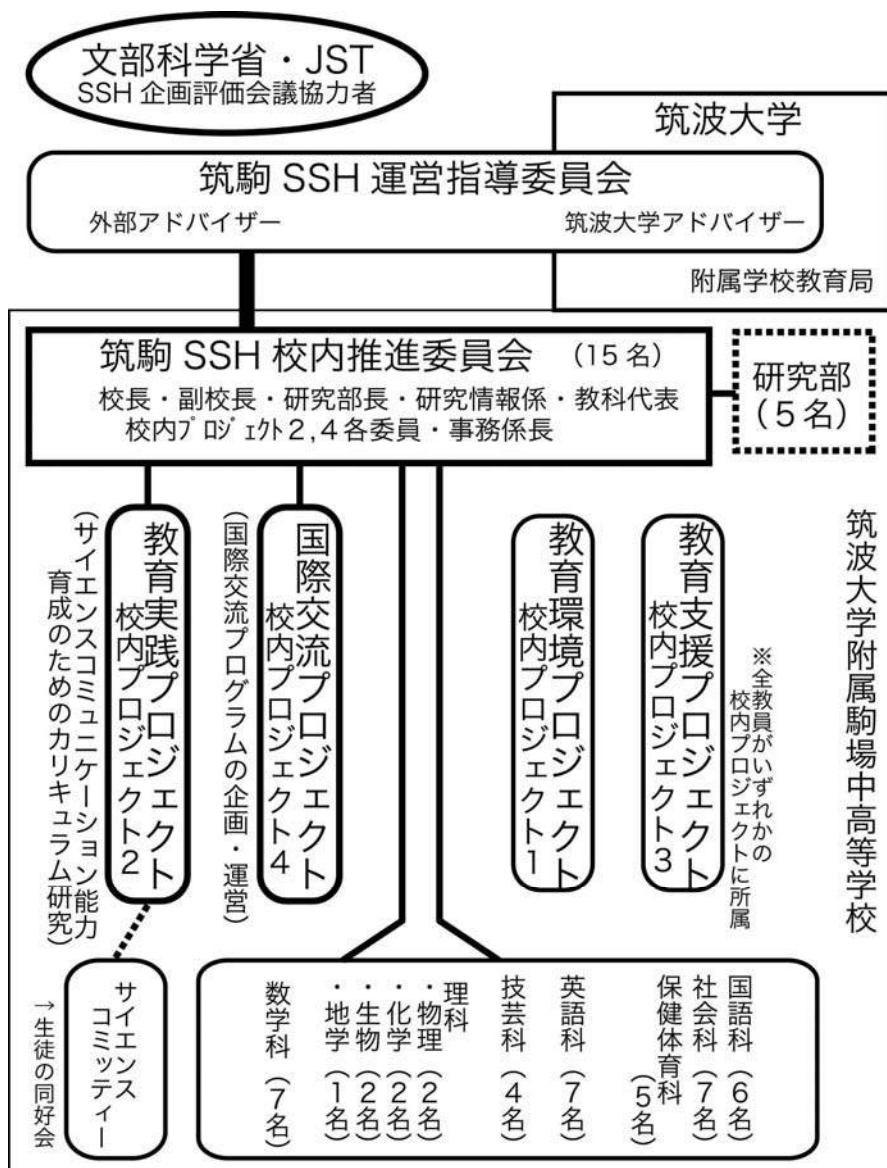 文部科学省・JST
SSH 企画評価会議協力者
筑波大学
筑駒 SSH 運営指導委員会
外部アドバイザー
筑波大学アドバイザー
附属学校教育局
筑駒 SSH 校内推進委員会 (15 名)
校長・副校長・研究部長・研究情報係・教科代表
校内プロジェクト2,4 各委員・事務係長
研究部
(5 名)
筑波大学附属駒場中高等学校
※全教員がいずれかの
校内プロジェクトに所属
教育支援プロジェクト
校内プロジェクト3
教育環境プロジェクト
校内プロジェクト1
国際交流プロジェクト
校内プロジェクト4
(国際交流プログラムの企画・運営)
教育実践プロジェクト
校内プロジェクト2
(サイエンスコミュニケーション能力
育成のためのカリキュラム研究)
国語科 (6名)
社会科 (7名)
保健体育科
(5名)
英語科 (7名)
技芸科 (4名)
理科
・物理 (2名)
・化学 (2名)
・生物 (2名)
・地学 (1名)
数学科 (7名)
サイエンス
コミッティー
→生徒の同好会